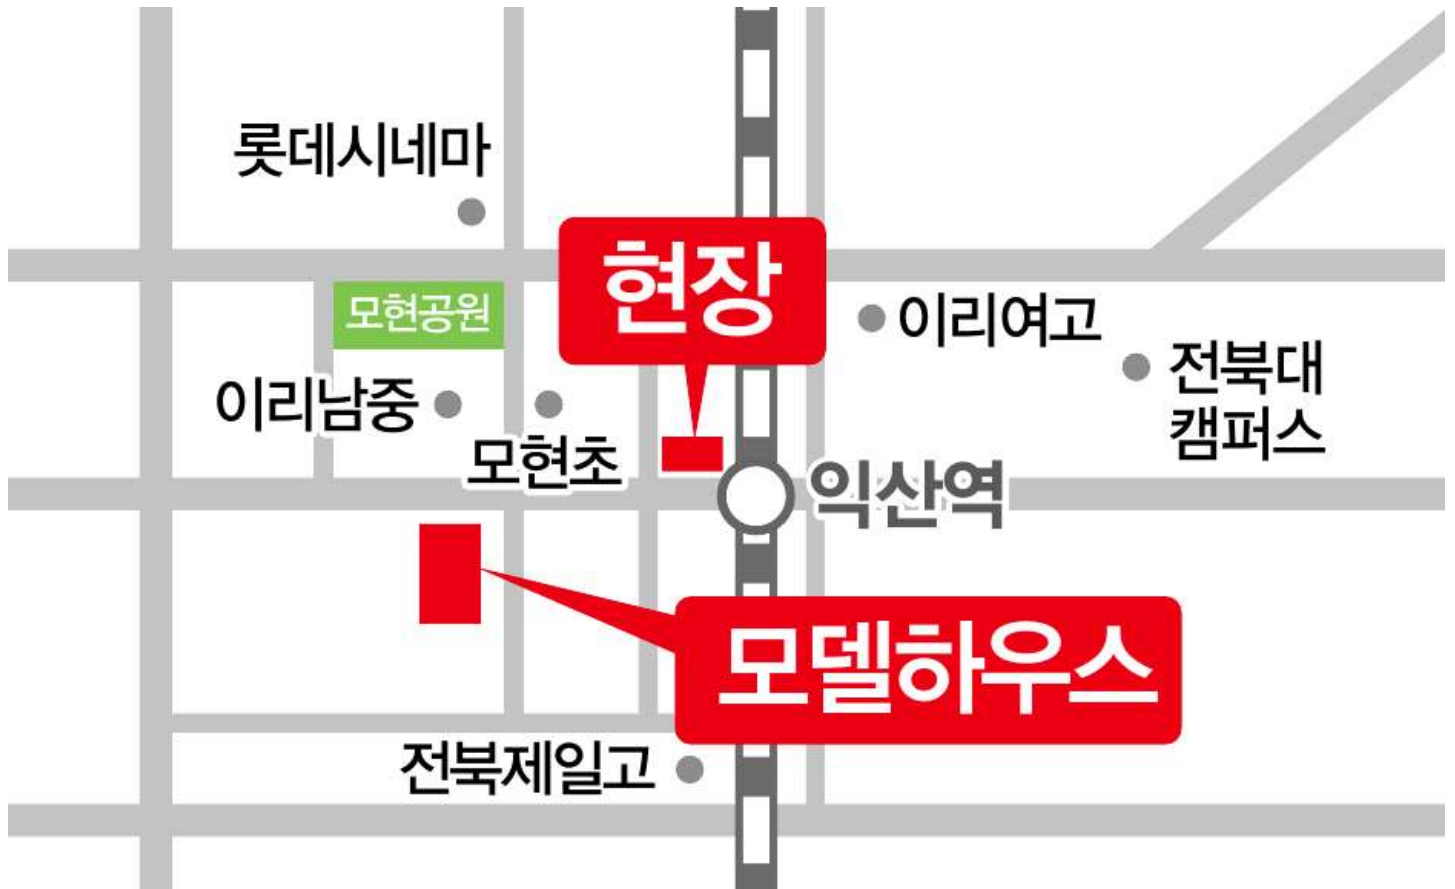 롯데시네마
현장
모현공원
이리여고
전북대
캠퍼스
이리남중
모현초
익산역
모델하우스
전북제일고